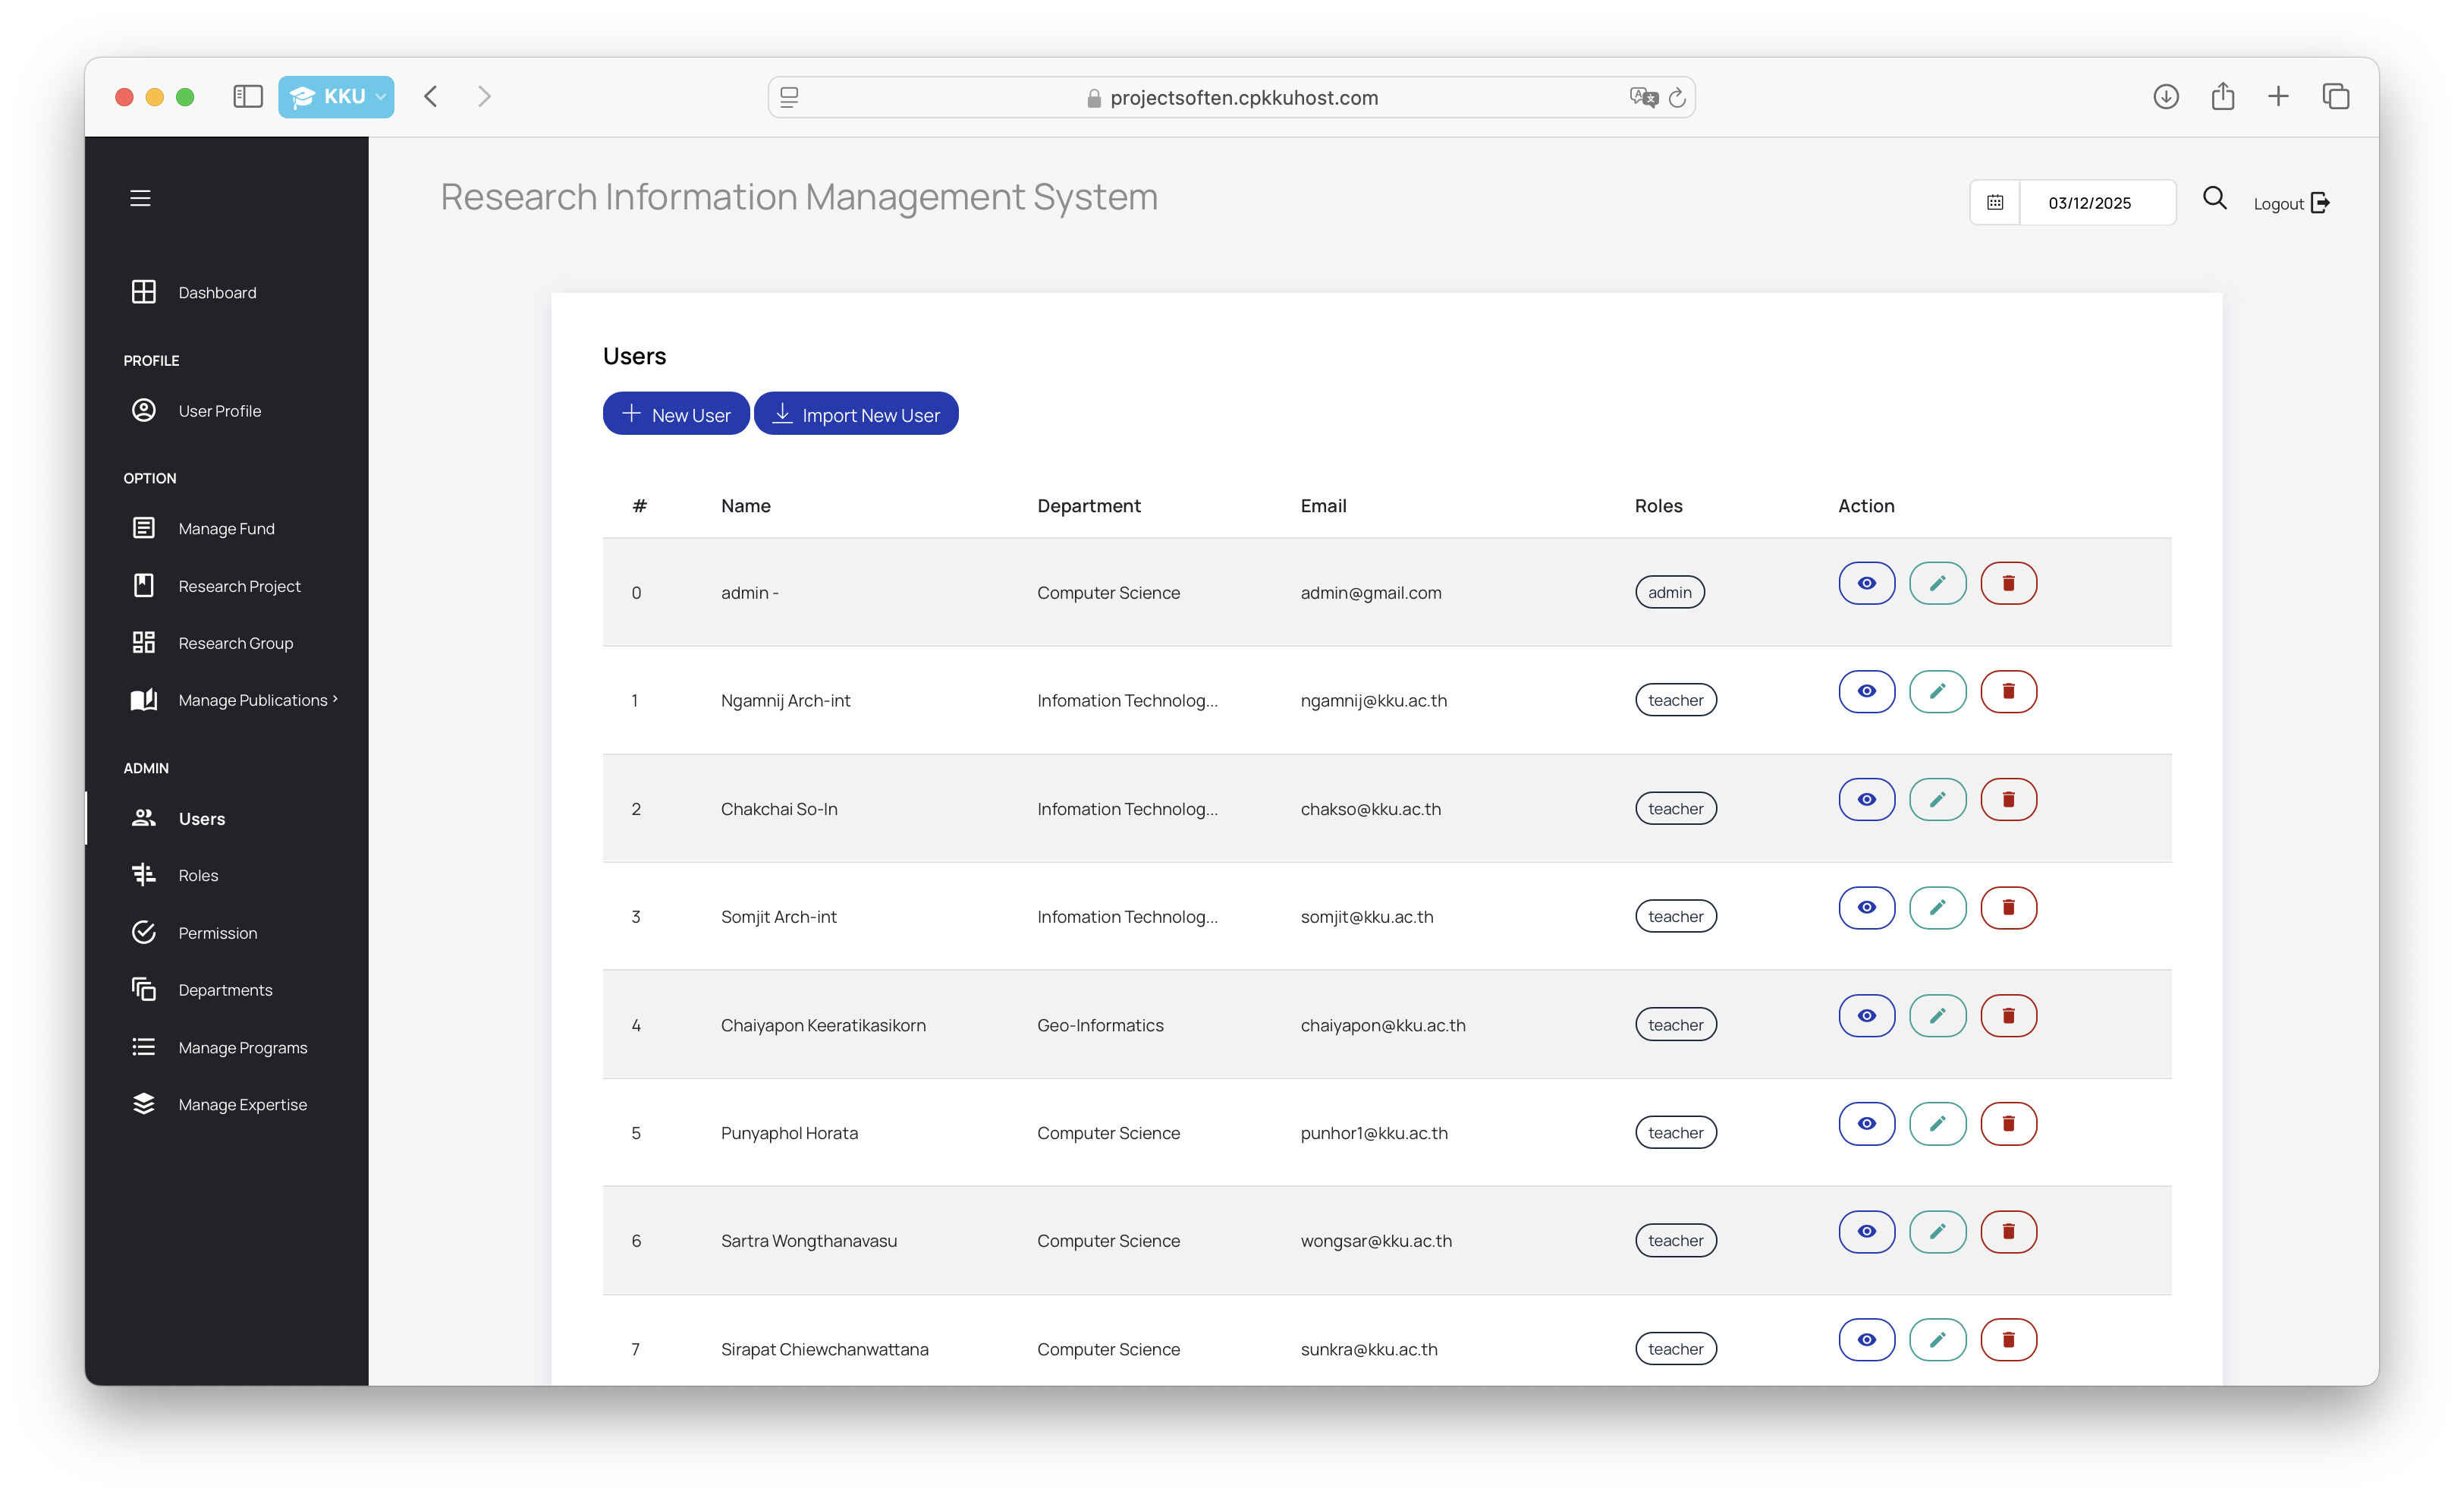 KKU
projectsoften.cpkkuhost.com
Research Information Management System
03/12/2025
Logout
Dashboard
PROFILE
User Profile
OPTION
Manage Fund
Research Project
Research Group
Manage Publications
ADMIN
Users
Roles
Permission
Departments
Manage Programs
Manage Expertise
Users
New User Import New User
# Name Department Email Roles Action
0 admin - Computer Science admin@gmail.com admin
1 Ngamnij Arch-int Infomation Technolog... ngamnij@kku.ac.th teacher
2 Chakchai So-In Infomation Technolog... chakso@kku.ac.th teacher
3 Somjit Arch-int Infomation Technolog... somjit@kku.ac.th teacher
4 Chaiyapon Keeratikasikorn Geo-Informatics chaiyapon@kku.ac.th teacher
5 Punyaphol Horata Computer Science punhor1@kku.ac.th teacher
6 Sartra Wongthanavasu Computer Science wongsar@kku.ac.th teacher
7 Sirapat Chiewchanwattana Computer Science sunkra@kku.ac.th teacher